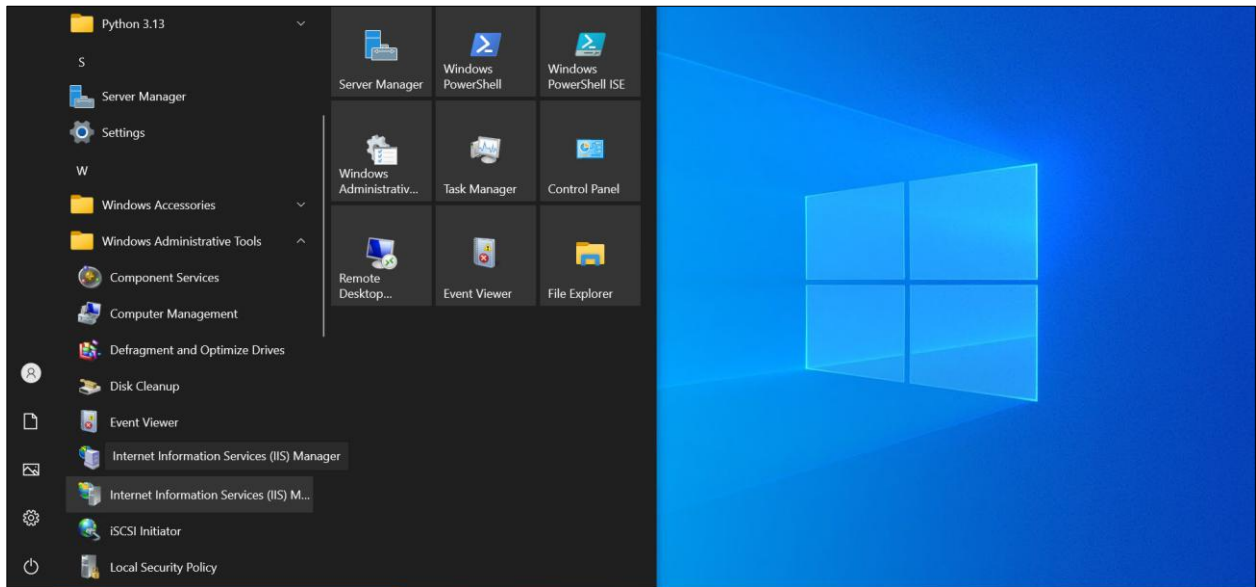 Python 3.13
S
Server Manager
Settings
W
Windows Accessories
Windows Administrative Tools
Component Services
Computer Management
Defragment and Optimize Drives
Disk Cleanup
Event Viewer
Internet Information Services (IIS) Manager
Internet Information Services (IIS) M...
iSCSI Initiator
Local Security Policy
Server Manager
Windows
PowerShell
Windows
PowerShell ISE
Windows
Administrativ...
Task Manager
Control Panel
Remote
Desktop...
Event Viewer
File Explorer